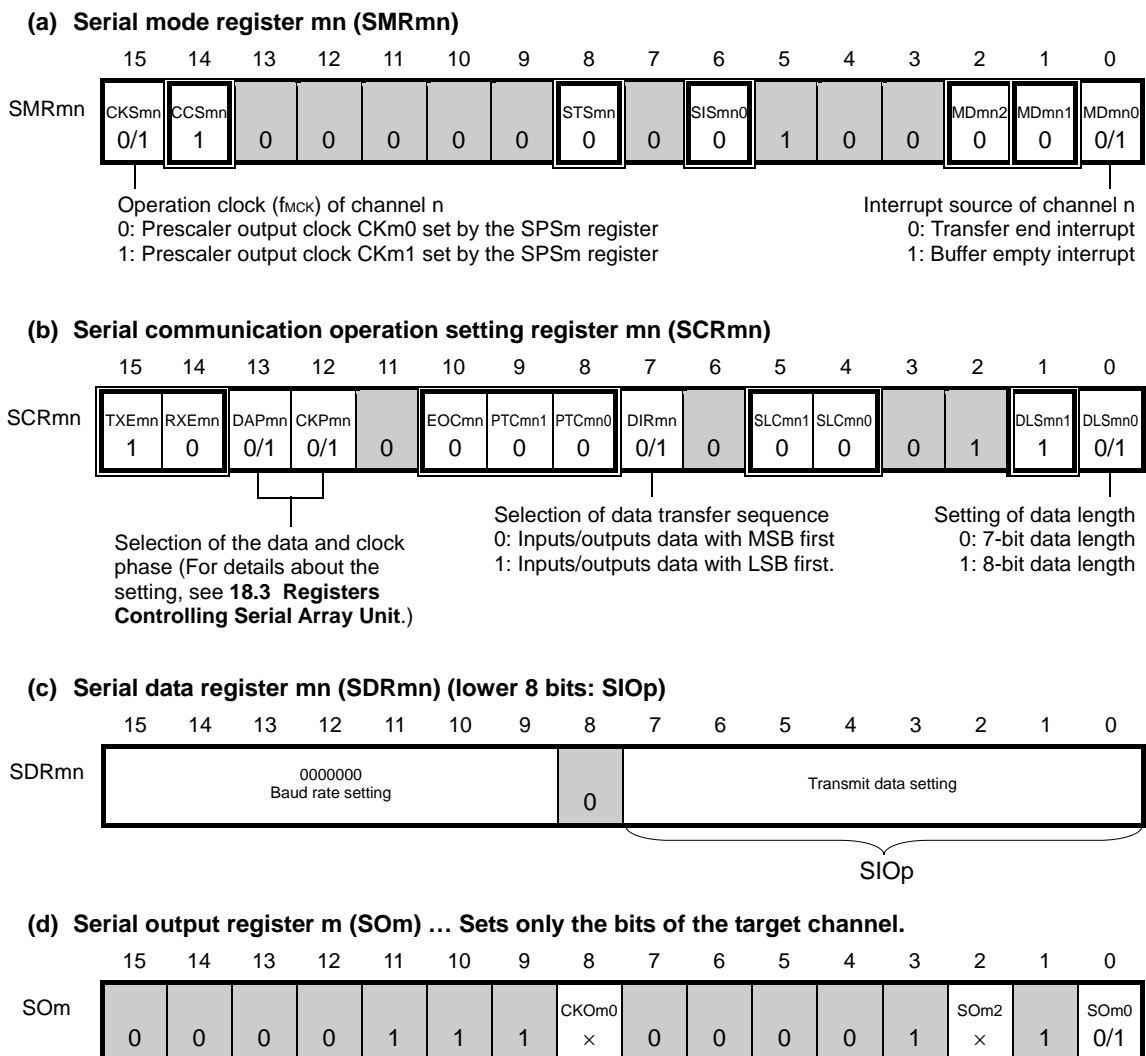 (a) Serial mode register mn (SMRmn)
15 14 13 12 11 10 9 8 7 6 5 4 3 2 1 0
SMRmn
CKSmn CCSmn STSmn SISmn0 MDmn2 MDmn1 MDmn0
0/1 1 0 0 0 0 0 0 0 0 1 0 0 0 0 0/1
Operation clock (fMCK) of channel n
0: Prescaler output clock CKm0 set by the SPSm register
1: Prescaler output clock CKm1 set by the SPSm register
Interrupt source of channel n
0: Transfer end interrupt
1: Buffer empty interrupt
(b) Serial communication operation setting register mn (SCRmn)
15 14 13 12 11 10 9 8 7 6 5 4 3 2 1 0
SCRmn
TXEmn RXEmn DAPmn CKPmn EOCmn PTCmn1 PTCmn0 DIRmn SLCmn1 SLCmn0 DLSmn1 DLSmn0
1 0 0/1 0/1 0 0 0 0 0/1 0 0 0 0 1 1 0/1
Selection of the data and clock
phase (For details about the
setting, see 18.3 Registers
Controlling Serial Array Unit.)
Selection of data transfer sequence
0: Inputs/outputs data with MSB first
1: Inputs/outputs data with LSB first.
Setting of data length
0: 7-bit data length
1: 8-bit data length
(c) Serial data register mn (SDRmn) (lower 8 bits: SIOp)
15 14 13 12 11 10 9 8 7 6 5 4 3 2 1 0
SDRmn
0000000
Baud rate setting
0
Transmit data setting
SIOp
(d) Serial output register m (SOm) … Sets only the bits of the target channel.
15 14 13 12 11 10 9 8 7 6 5 4 3 2 1 0
SOm
CKOm0 SOm2 SOm0
0 0 0 0 1 1 1 × 0 0 0 0 1 × 1 0/1